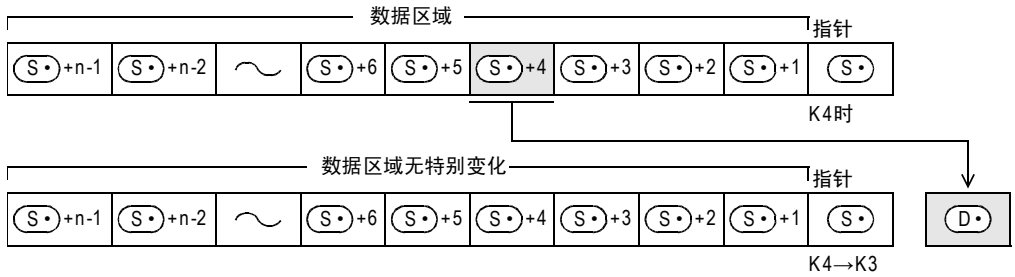 数据区域
指针
S・ +n-1 S・ +n-2 S・ +6 S・ +5 S・ +4 S・ +3 S・ +2 S・ +1 S・
K4时
数据区域无特别变化
指针
S・ +n-1 S・ +n-2 S・ +6 S・ +5 S・ +4 S・ +3 S・ +2 S・ +1 S・ D・
K4→K3